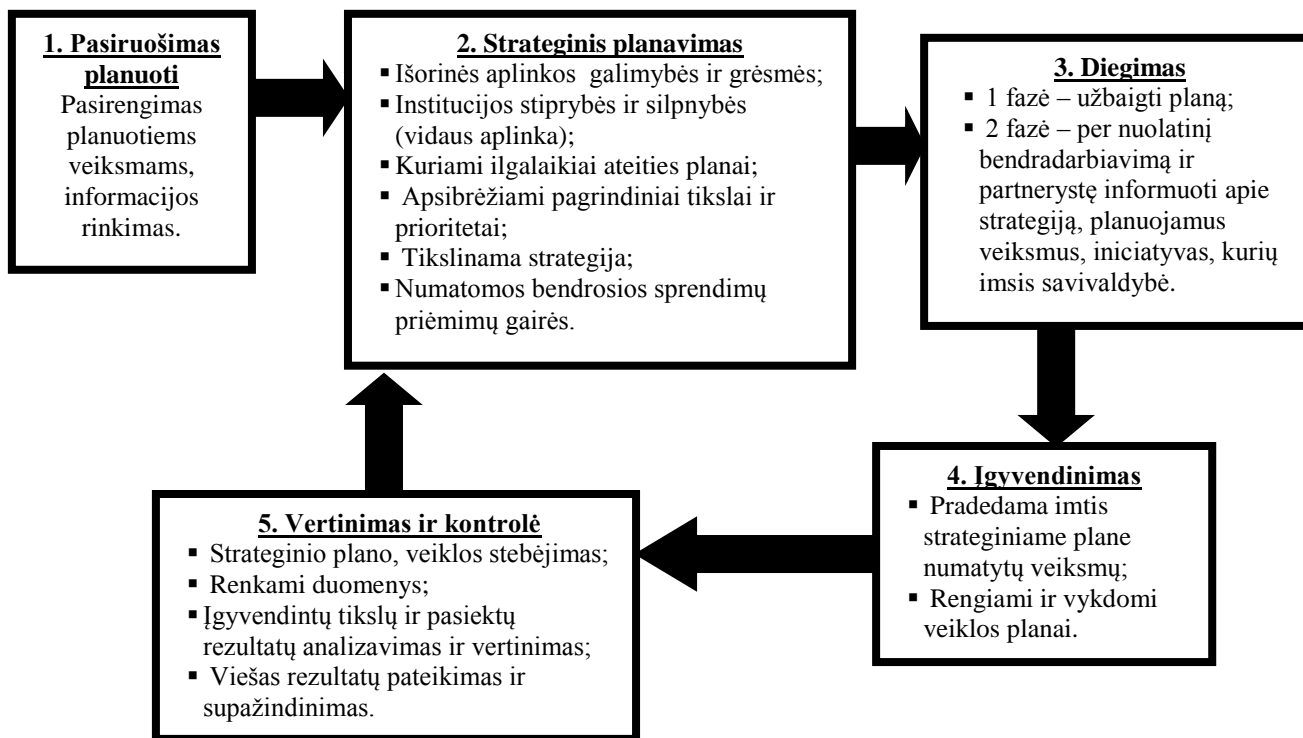 1. Pasiruošimas
planuoti
Pasirengimas
planuotiems
veiksmams,
informacijos
rinkimas.
2. Strateginis planavimas
▪ Išorinės aplinkos galimybės ir grėsmės;
▪ Institucijos stiprybės ir silpnybės
(vidaus aplinka);
▪ Kuriami ilgalaikiai ateities planai;
▪ Apsibrėžiami pagrindiniai tikslai ir
prioritetai;
▪ Tikslinama strategija;
▪ Numatomos bendrosios sprendimų
priėmimų gairės.
3. Diegimas
▪ 1 fazė – užbaigti planą;
▪ 2 fazė – per nuolatinį
bendradarbiavimą ir
partnerystę informuoti apie
strategiją, planuojamus
veiksmus, iniciatyvas, kurių
imsis savivaldybė.
4. Įgyvendinimas
▪ Pradedama imtis
strateginiame plane
numatytų veiksmų;
▪ Rengiami ir vykdomi
veiklos planai.
5. Vertinimas ir kontrolė
▪ Strateginio plano, veiklos stebėjimas;
▪ Renkami duomenys;
▪ Įgyvendintų tikslų ir pasiektų
rezultatų analizavimas ir vertinimas;
▪ Viešas rezultatų pateikimas ir
supažindinimas.